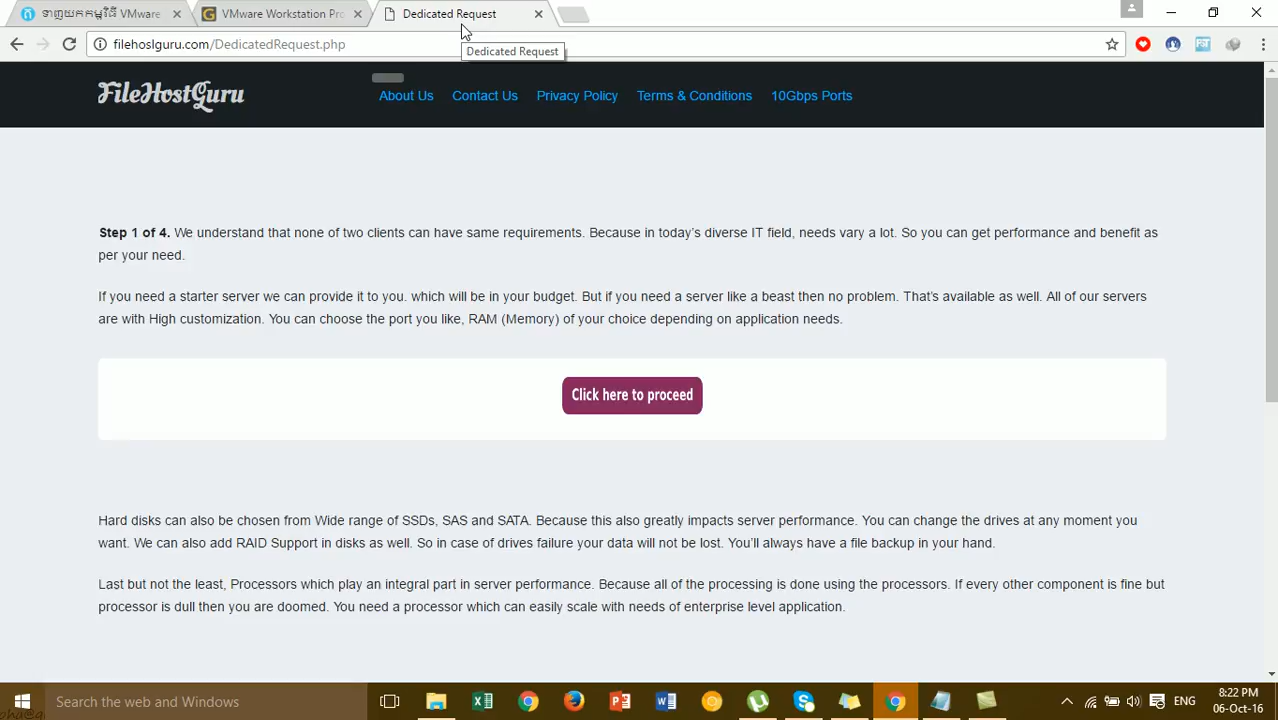 ទាញយកកម្មវិធី VMware
VMware Workstation Pro
Dedicated Request
filehoslguru.com/DedicatedRequest.php
Dedicated Request
FileHostGuru
About Us Contact Us Privacy Policy Terms & Conditions 10Gbps Ports
Step 1 of 4. We understand that none of two clients can have same requirements. Because in today's diverse IT field, needs vary a lot. So you can get performance and benefit as
per your need.
If you need a starter server we can provide it to you. which will be in your budget. But if you need a server like a beast then no problem. That's available as well. All of our servers
are with High customization. You can choose the port you like, RAM (Memory) of your choice depending on application needs.
Click here to proceed
Hard disks can also be chosen from Wide range of SSDs, SAS and SATA. Because this also greatly impacts server performance. You can change the drives at any moment you
want. We can also add RAID Support in disks as well. So in case of drives failure your data will not be lost. You'll always have a file backup in your hand.
Last but not the least, Processors which play an integral part in server performance. Because all of the processing is done using the processors. If every other component is fine but
processor is dull then you are doomed. You need a processor which can easily scale with needs of enterprise level application.
Search the web and Windows
ENG
8:22 PM
06-Oct-16